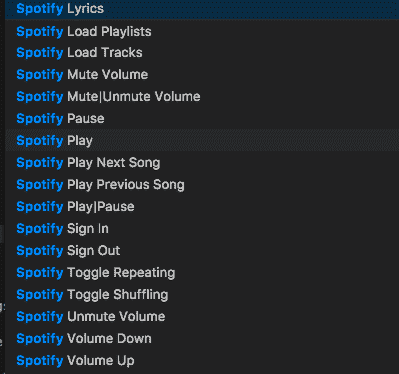 Spotify Lyrics
Spotify Load Playlists
Spotify Load Tracks
Spotify Mute Volume
Spotify Mute|Unmute Volume
Spotify Pause
Spotify Play
Spotify Play Next Song
Spotify Play Previous Song
Spotify Play|Pause
Spotify Sign In
Spotify Sign Out
Spotify Toggle Repeating
Spotify Toggle Shuffling
Spotify Unmute Volume
Spotify Volume Down
Spotify Volume Up